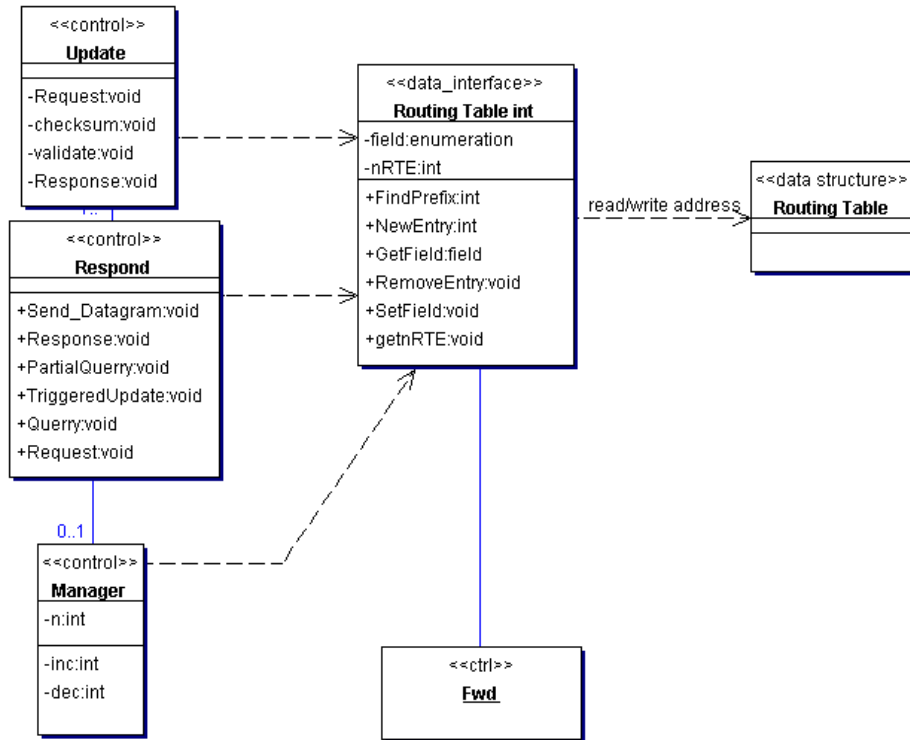 <<control>>
Update
-Request:void
-checksum:void
-validate:void
-Response:void
<<control>>
Respond
+Send_Datagram:void
+Response:void
+PartialQuerry:void
+TriggeredUpdate:void
+Querry:void
+Request:void
0..1
<<control>>
Manager
-n:int
-inc:int
-dec:int
<<data_interface>>
Routing Table int
-field:enumeration
-nRTE:int
+FindPrefix:int
+NewEntry:int
+GetField:field
+RemoveEntry:void
+SetField:void
+getnRTE:void
read/write address
<<data structure>>
Routing Table
<<ctrl>>
Fwd